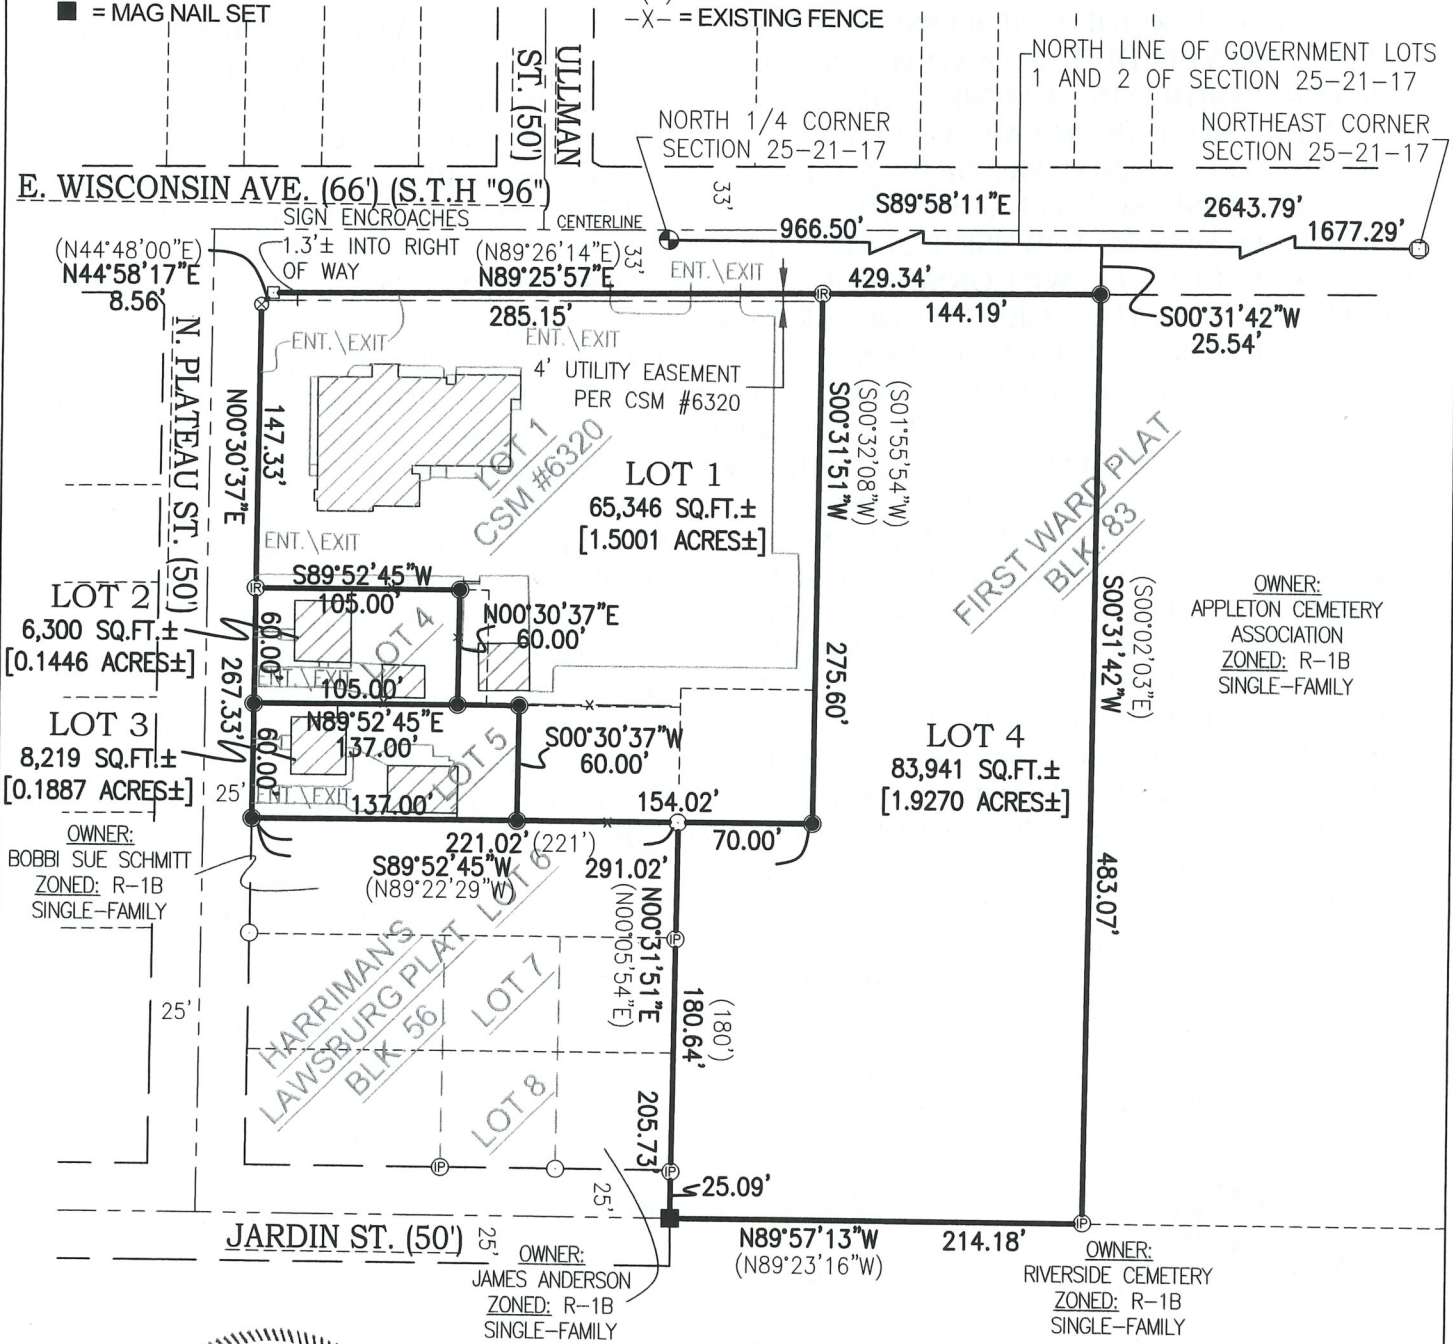 ■ = MAG NAIL SET
–X– = EXISTING FENCE
ULLMAN
ST. (50')
NORTH LINE OF GOVERNMENT LOTS
1 AND 2 OF SECTION 25-21-17
NORTH 1/4 CORNER
SECTION 25-21-17
NORTHEAST CORNER
SECTION 25-21-17
E. WISCONSIN AVE. (66') (S.T.H "96")
33'
S89°58'11"E
2643.79'
966.50'
1677.29'
SIGN ENCROACHES
1.3'± INTO RIGHT
OF WAY
CENTERLINE
33'
(N44°48'00"E)
N44°58'17"E
8.56'
(N89°26'14"E)
N89°25'57"E
ENT.\EXIT
429.34'
285.15'
144.19'
S00°31'42"W
25.54'
ENT.\EXIT
ENT.\EXIT
4' UTILITY EASEMENT
PER CSM #6320
N. PLATEAU ST. (50')
N00°30'37"E
147.33'
LOT 1
CSM #6320
LOT 1
65,346 SQ.FT.±
[1.5001 ACRES±]
S00°31'51"W
(S00°32'08"W)
(S01°55'54"W)
FIRST WARD PLAT
BLK. 83
ENT.\EXIT
S89°52'45"W
105.00'
LOT 2
6,300 SQ.FT.±
[0.1446 ACRES±]
60.00'
LOT 4
N00°30'37"E
60.00'
ENT.\EXIT
105.00'
267.33'
275.60'
S00°31'42"W
(S00°02'03"E)
OWNER:
APPLETON CEMETERY
ASSOCIATION
ZONED: R-1B
SINGLE-FAMILY
LOT 3
8,219 SQ.FT.±
[0.1887 ACRES±]
N89°52'45"E
137.00'
60.00'
LOT 5
S00°30'37"W
60.00'
25'
ENT.\EXIT
137.00'
LOT 4
83,941 SQ.FT.±
[1.9270 ACRES±]
154.02'
70.00'
221.02' (221')
291.02'
S89°52'45"W
(N89°22'29"W)
OWNER:
BOBBI SUE SCHMITT
ZONED: R-1B
SINGLE-FAMILY
LOT 6
HARRIMAN'S
LAWSBURG PLAT
BLK. 56
LOT 7
LOT 8
N00°31'51"E
(N00°05'54"E)
180.64'
(180')
205.73'
483.07'
25'
25'
25.09'
JARDIN ST. (50')
25'
N89°57'13"W
(N89°23'16"W)
214.18'
OWNER:
JAMES ANDERSON
ZONED: R-1B
SINGLE-FAMILY
OWNER:
RIVERSIDE CEMETERY
ZONED: R-1B
SINGLE-FAMILY
IR
IR
IP
IP
IP
IP